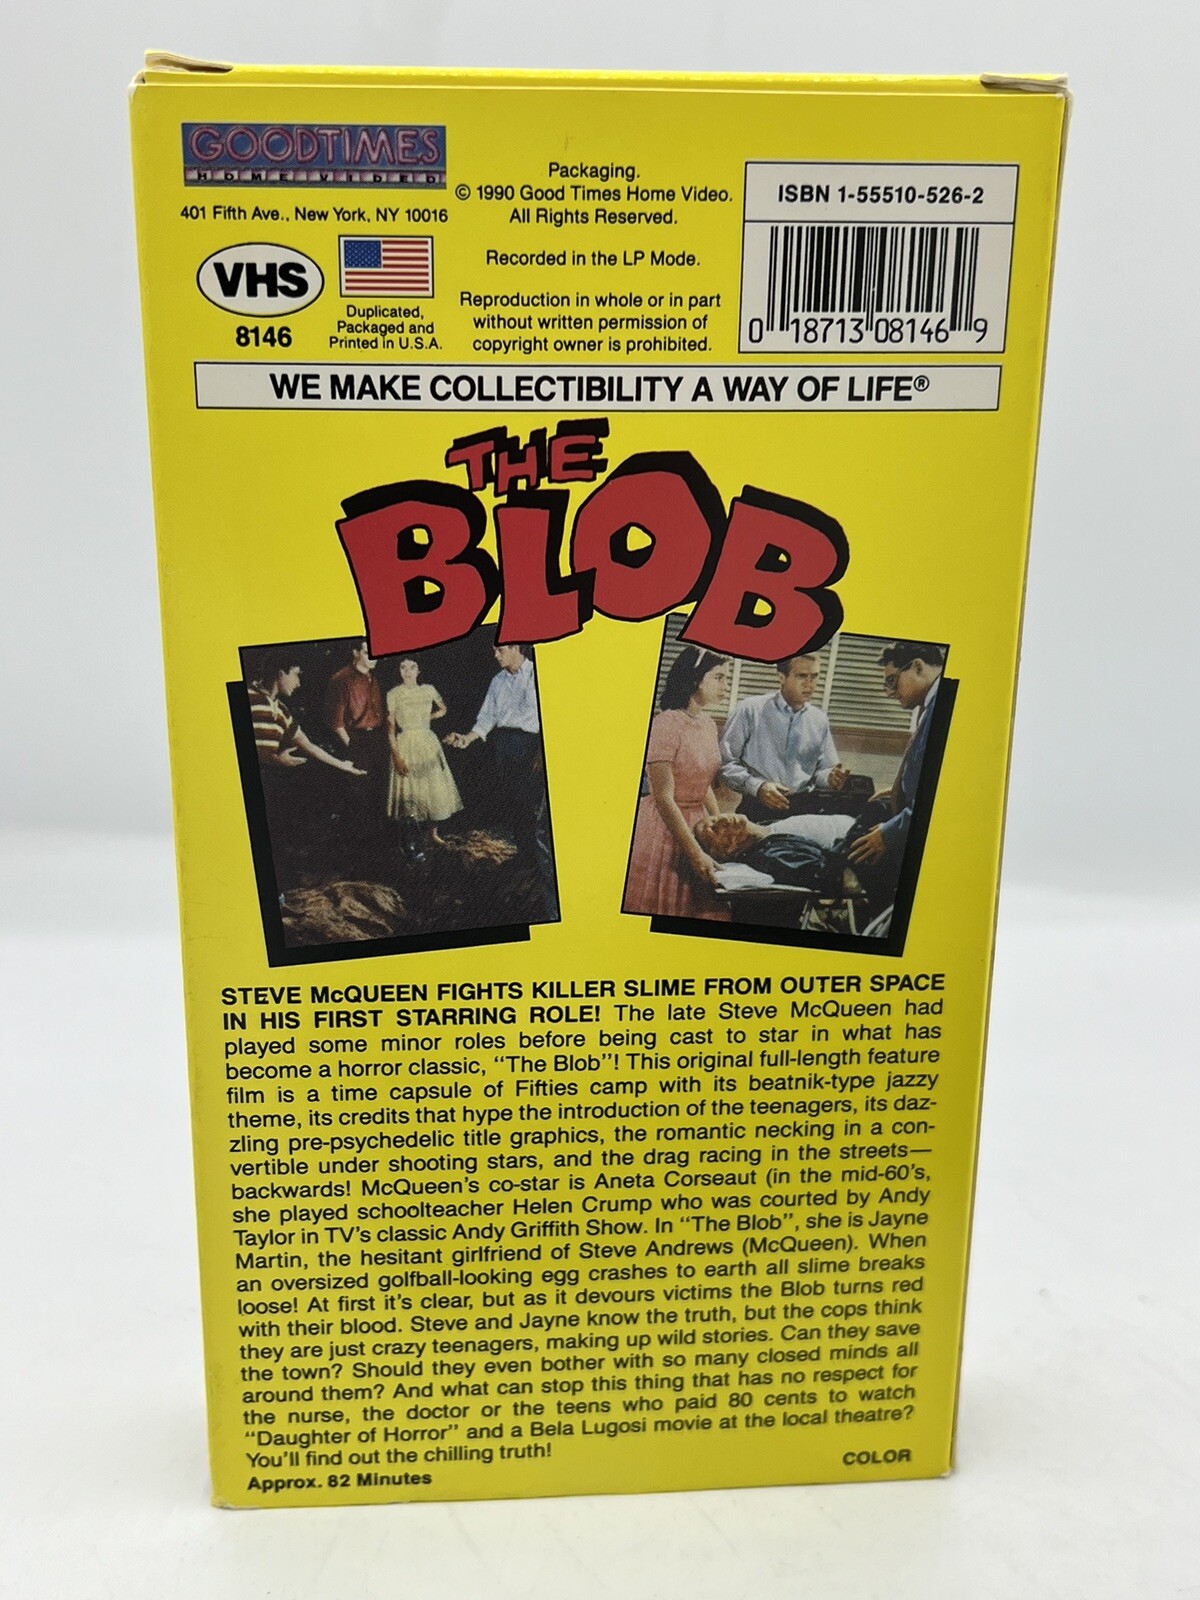 GOODTIMES
HOME VIDEO
401 Fifth Ave., New York, NY 10016
VHS
8146
Duplicated,
Packaged and
Printed in U.S.A.
Packaging.
© 1990 Good Times Home Video.
All Rights Reserved.
Recorded in the LP Mode.
Reproduction in whole or in part
without written permission of
copyright owner is prohibited.
ISBN 1-55510-526-2
0 18713 08146 9
WE MAKE COLLECTIBILITY A WAY OF LIFE®
THE
BLOB
STEVE McQUEEN FIGHTS KILLER SLIME FROM OUTER SPACE
IN HIS FIRST STARRING ROLE! The late Steve McQueen had
played some minor roles before being cast to star in what has
become a horror classic, "The Blob"! This original full-length feature
film is a time capsule of Fifties camp with its beatnik-type jazzy
theme, its credits that hype the introduction of the teenagers, its daz-
zling pre-psychedelic title graphics, the romantic necking in a con-
vertible under shooting stars, and the drag racing in the streets—
backwards! McQueen's co-star is Aneta Corseaut (in the mid-60's,
she played schoolteacher Helen Crump who was courted by Andy
Taylor in TV's classic Andy Griffith Show. In "The Blob", she is Jayne
Martin, the hesitant girlfriend of Steve Andrews (McQueen). When
an oversized golfball-looking egg crashes to earth all slime breaks
loose! At first it's clear, but as it devours victims the Blob turns red
with their blood. Steve and Jayne know the truth, but the cops think
they are just crazy teenagers, making up wild stories. Can they save
the town? Should they even bother with so many closed minds all
around them? And what can stop this thing that has no respect for
the nurse, the doctor or the teens who paid 80 cents to watch
"Daughter of Horror" and a Bela Lugosi movie at the local theatre?
You'll find out the chilling truth!
Approx. 82 Minutes
COLOR